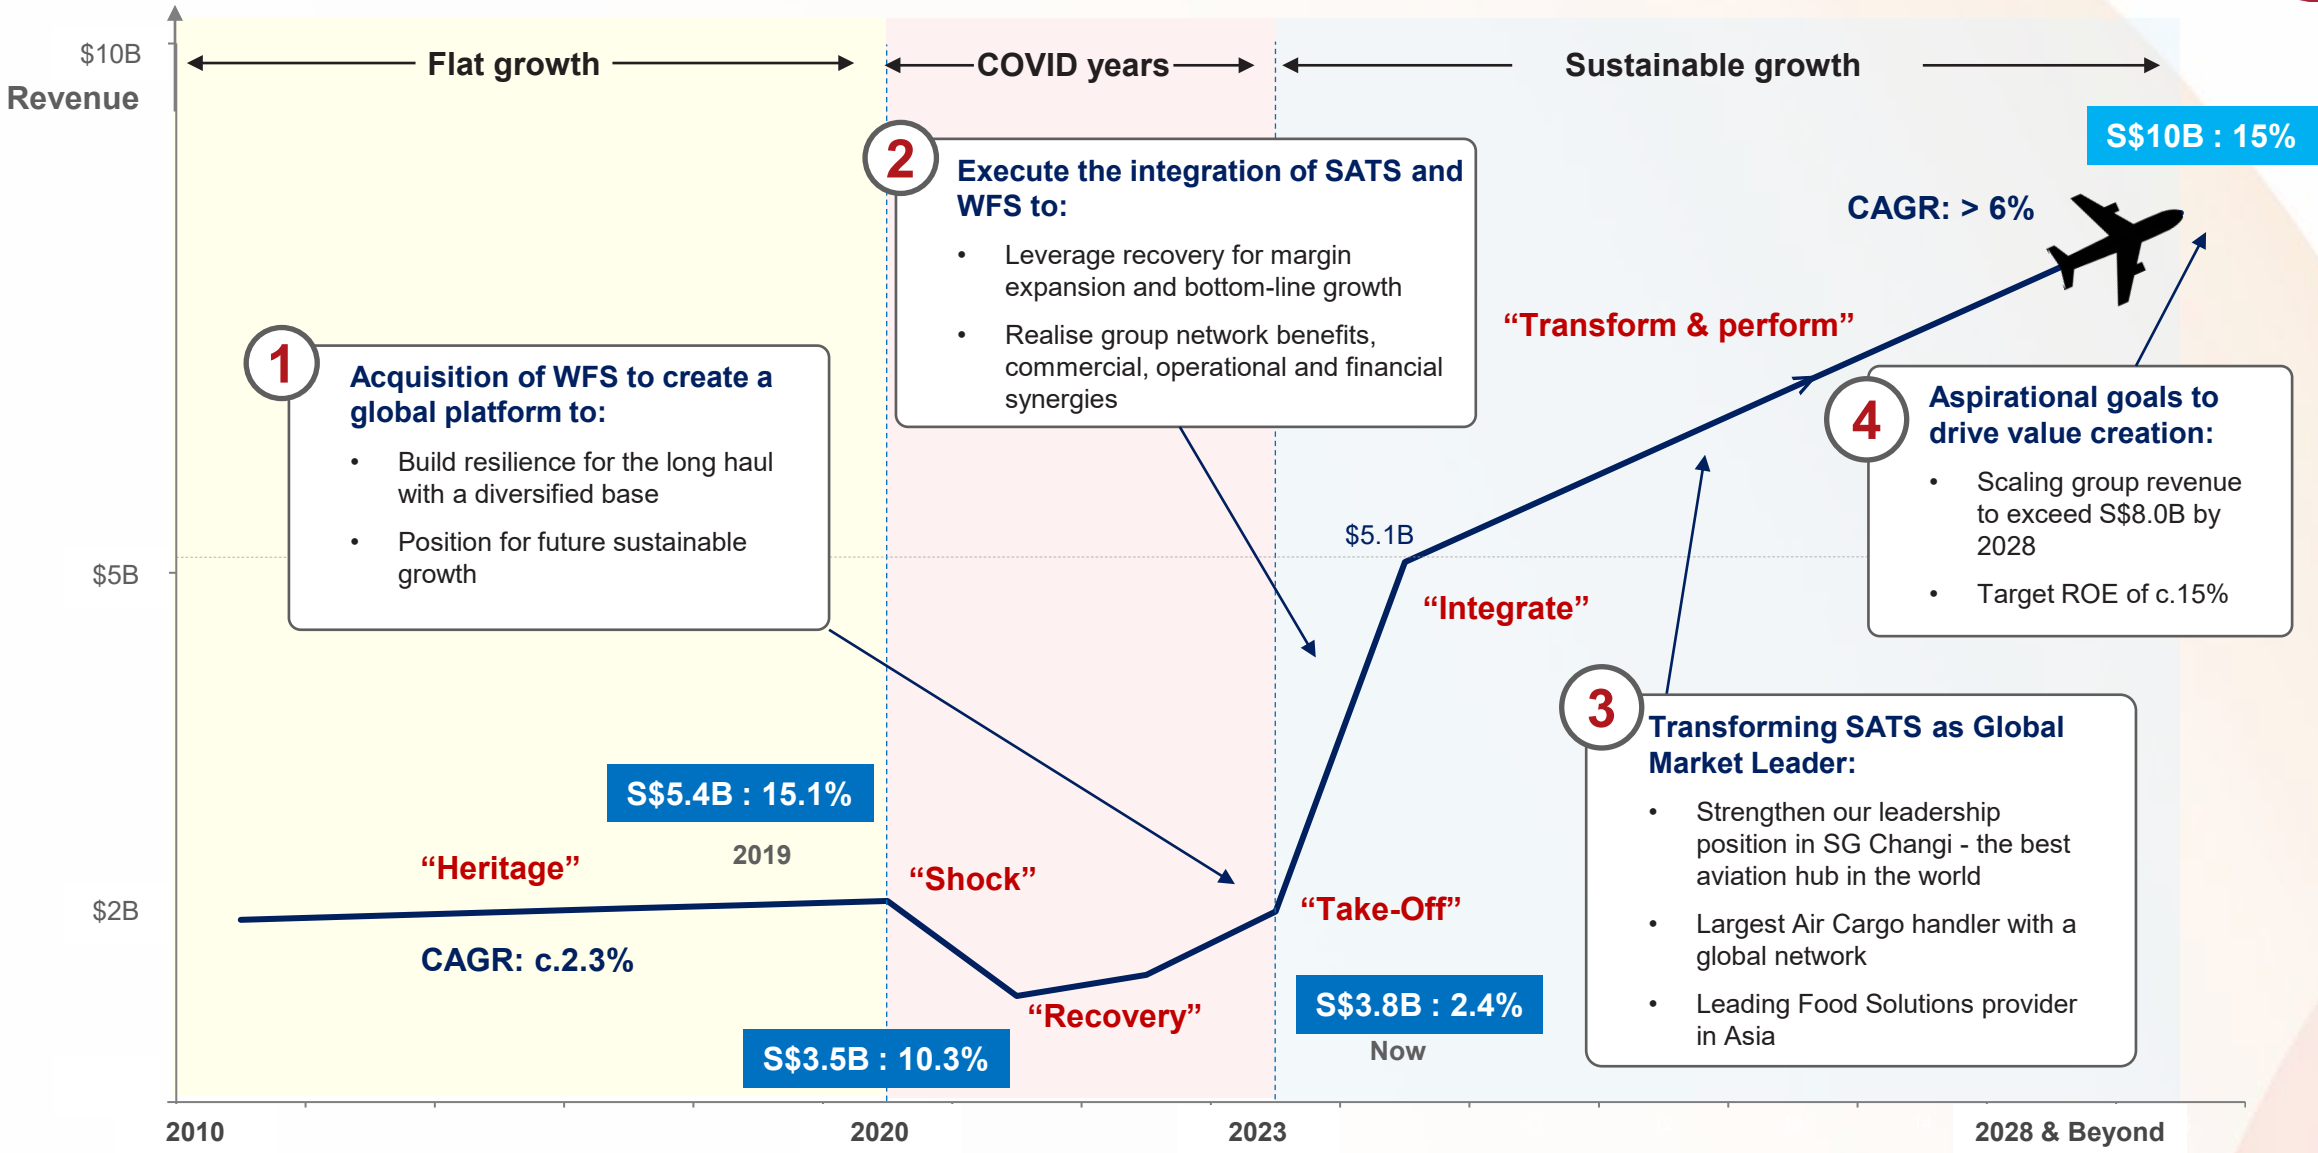 $10B
Revenue
Flat growth
COVID years
Sustainable growth
S$10B : 15%
CAGR: > 6%
2
Execute the integration of SATS and
WFS to:
• Leverage recovery for margin
expansion and bottom-line growth
• Realise group network benefits,
commercial, operational and financial
synergies
“Transform & perform”
1
Acquisition of WFS to create a
global platform to:
• Build resilience for the long haul
with a diversified base
• Position for future sustainable
growth
4
Aspirational goals to
drive value creation:
• Scaling group revenue
to exceed S$8.0B by
2028
• Target ROE of c.15%
$5.1B
$5B
“Integrate”
3
Transforming SATS as Global
Market Leader:
• Strengthen our leadership
position in SG Changi - the best
aviation hub in the world
• Largest Air Cargo handler with a
global network
• Leading Food Solutions provider
in Asia
S$5.4B : 15.1%
2019
“Heritage”
“Shock”
“Take-Off”
$2B
CAGR: c.2.3%
“Recovery”
S$3.8B : 2.4%
Now
S$3.5B : 10.3%
2010
2020
2023
2028 & Beyond